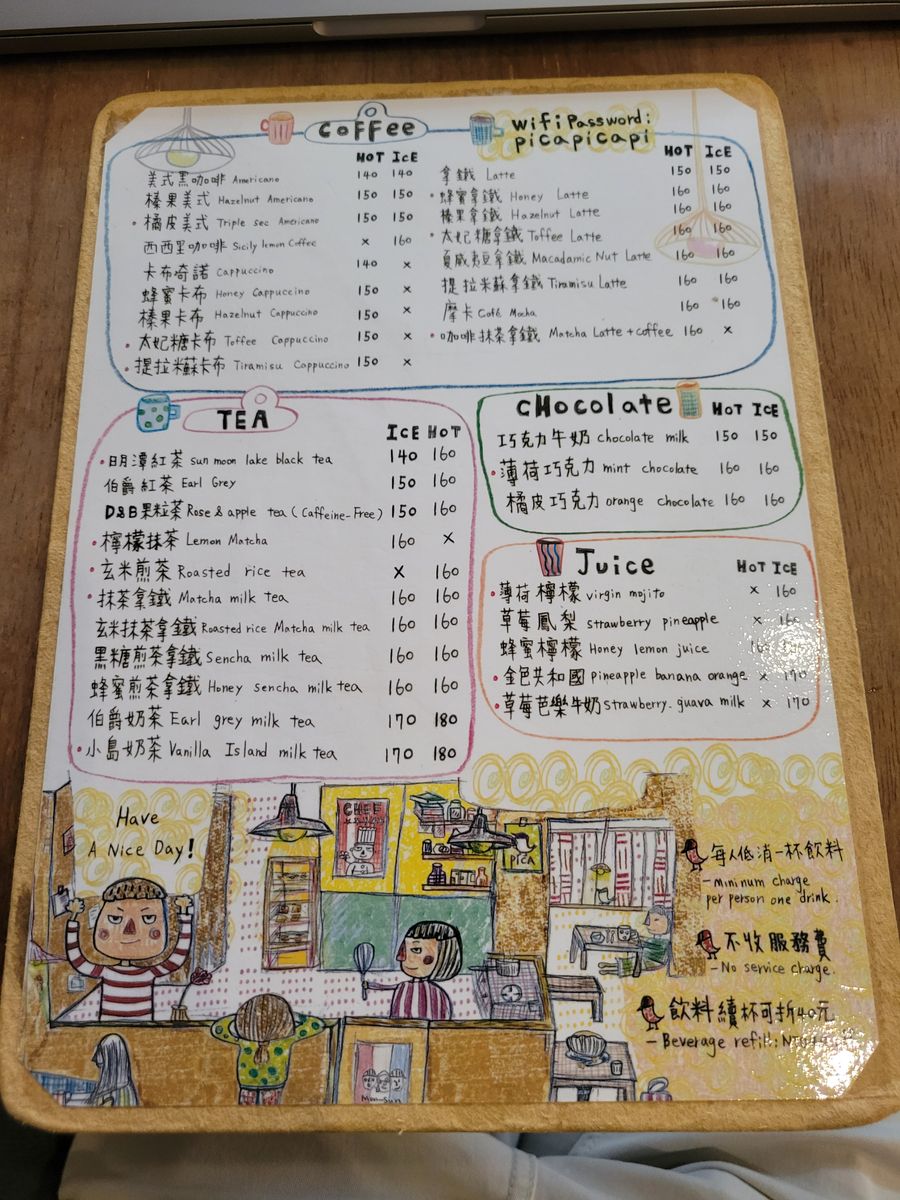 COFFEE
wifi Password:
picapicapi
HOT ICE
美式黑咖啡 Americano 140 140
榛果美式 Hazelnut Americano 150 150
• 橘皮美式 Triple sec Americano 150 150
西西里咖啡 Sicily lemon Coffee x 160
卡布奇諾 Cappuccino 140 x
蜂蜜卡布 Honey Cappuccino 150 x
榛果卡布 Hazelnut Cappuccino 150 x
• 太妃糖卡布 Toffee Cappuccino 150 x
• 提拉米蘇卡布 Tiramisu Cappuccino 150 x
HOT ICE
拿鐵 Latte 150 150
• 蜂蜜拿鐵 Honey Latte 160 160
榛果拿鐵 Hazelnut Latte 160 160
• 太妃糖拿鐵 Toffee Latte 160 160
夏威夷豆拿鐵 Macadamic Nut Latte 160 160
提拉米蘇拿鐵 Tiramisu Latte 160 160
摩卡 Café Mocha 160 160
• 咖啡抹茶拿鐵 Matcha Latte + coffee 160 x
TEA
ICE HOT
• 日月潭紅茶 sun moon lake black tea 140 160
伯爵紅茶 Earl Grey 150 160
D&B果粒茶 Rose & apple tea (Caffeine-Free) 150 160
• 檸檬抹茶 Lemon Matcha 160 x
• 玄米煎茶 Roasted rice tea x 160
• 抹茶拿鐵 Matcha milk tea 160 160
玄米抹茶拿鐵 Roasted rice Matcha milk tea 160 160
黑糖煎茶拿鐵 Sencha milk tea 160 160
蜂蜜煎茶拿鐵 Honey sencha milk tea 160 160
伯爵奶茶 Earl grey milk tea 170 180
• 小島奶茶 Vanilla Island milk tea 170 180
CHocolate
HOT ICE
巧克力牛奶 chocolate milk 150 150
• 薄荷巧克力 mint chocolate 160 160
橘皮巧克力 orange chocolate 160 160
Juice
HOT ICE
• 薄荷檸檬 virgin mojito x 160
草莓鳳梨 strawberry pineapple x
蜂蜜檸檬 Honey lemon juice
• 金色共和國 pineapple banana orange x 170
• 草莓芭樂牛奶 strawberry. guava milk x 170
Have
A Nice Day!
CHEF
PICA
每人低消一杯飲料
- mininum charge
per person one drink.
不收服務費
- No service charge.
飲料續杯可折40元
- Beverage refill:
Mon-Sun